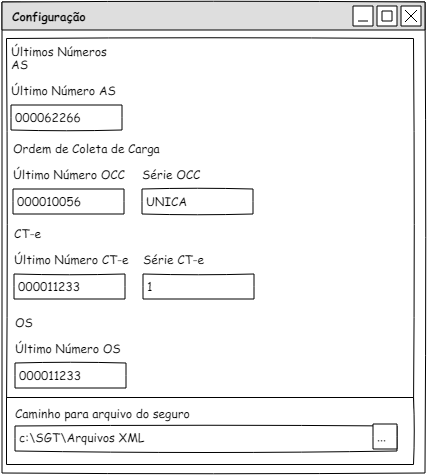 Configuração
Últimos Números
AS
Último Número AS
000062266
Ordem de Coleta de Carga
Último Número OCC Série OCC
000010056 UNICA
CT-e
Último Número CT-e Série CT-e
000011233 1
OS
Último Número OS
000011233
Caminho para arquivo do seguro
c:\SGT\Arquivos XML ...